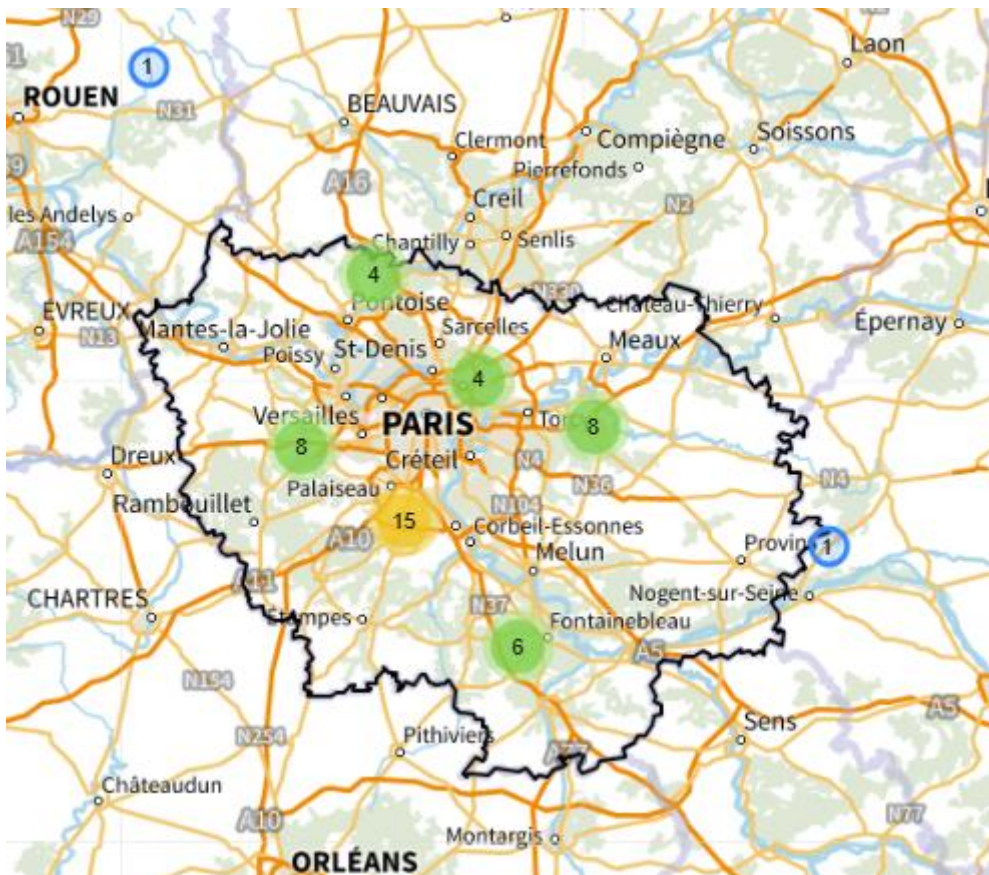 N29
Laon
1
ROUEN
N31
BEAUVAIS
Clermont
Compiègne
Soissons
Pierrefonds
A16
Creil
N2
les Andelys
A154
Chantilly
Senlis
4
N330
Château-Thierry
EVREUX
Pontoise
Épernay
N13
Mantes-la-Jolie
Sarcelles
Meaux
Poissy
St-Denis
4
Versailles
PARIS
8
8
Dreux
Créteil
N4
N4
Rambouillet
Palaiseau
N36
N104
15
Corbeil-Essonnes
A10
Melun
Provin
1
A11
CHARTRES
N37
Nogent-sur-Seine
Étampes
Fontainebleau
6
A5
N154
A5
N254
Pithiviers
A77
Sens
Châteaudun
A10
Montargis
N77
ORLÉANS